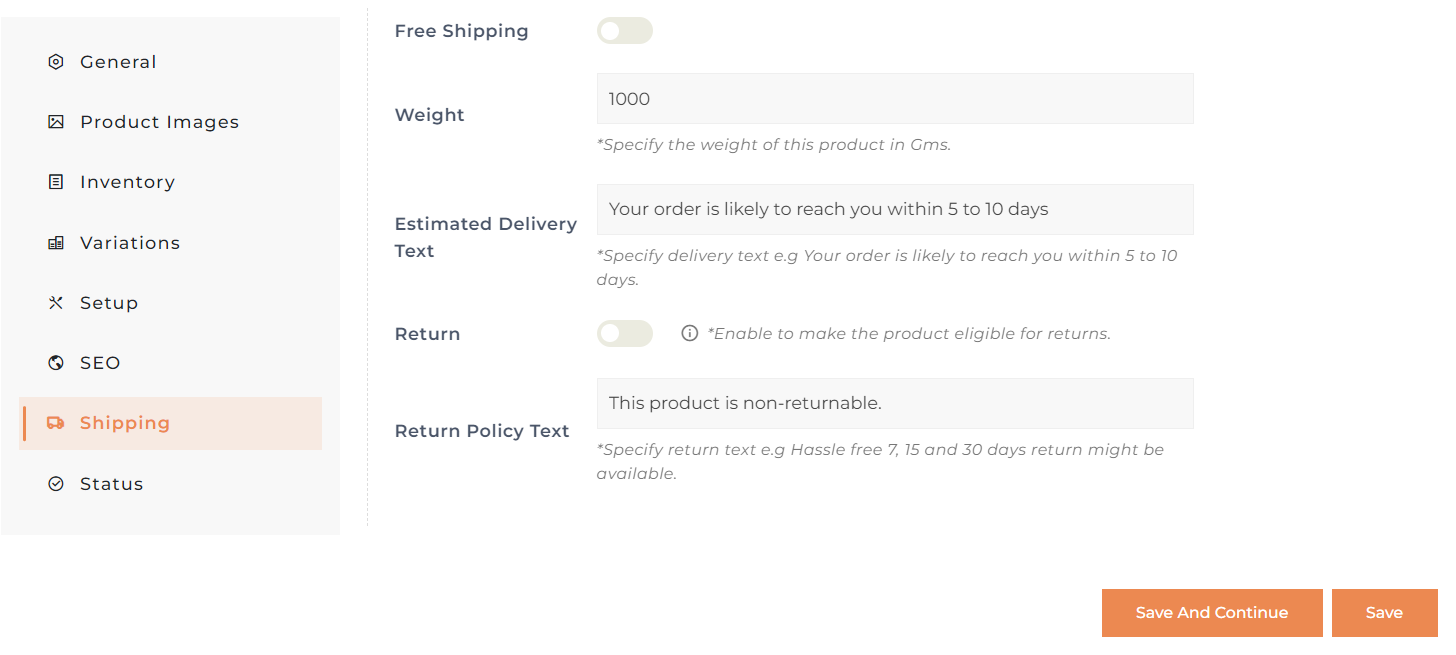 General
Product Images
Inventory
Variations
Setup
SEO
Shipping
Status
Free Shipping
Weight
1000
*Specify the weight of this product in Gms.
Estimated Delivery
Text
Your order is likely to reach you within 5 to 10 days
*Specify delivery text e.g Your order is likely to reach you within 5 to 10
days.
Return
*Enable to make the product eligible for returns.
Return Policy Text
This product is non-returnable.
*Specify return text e.g Hassle free 7, 15 and 30 days return might be
available.
Save And Continue
Save